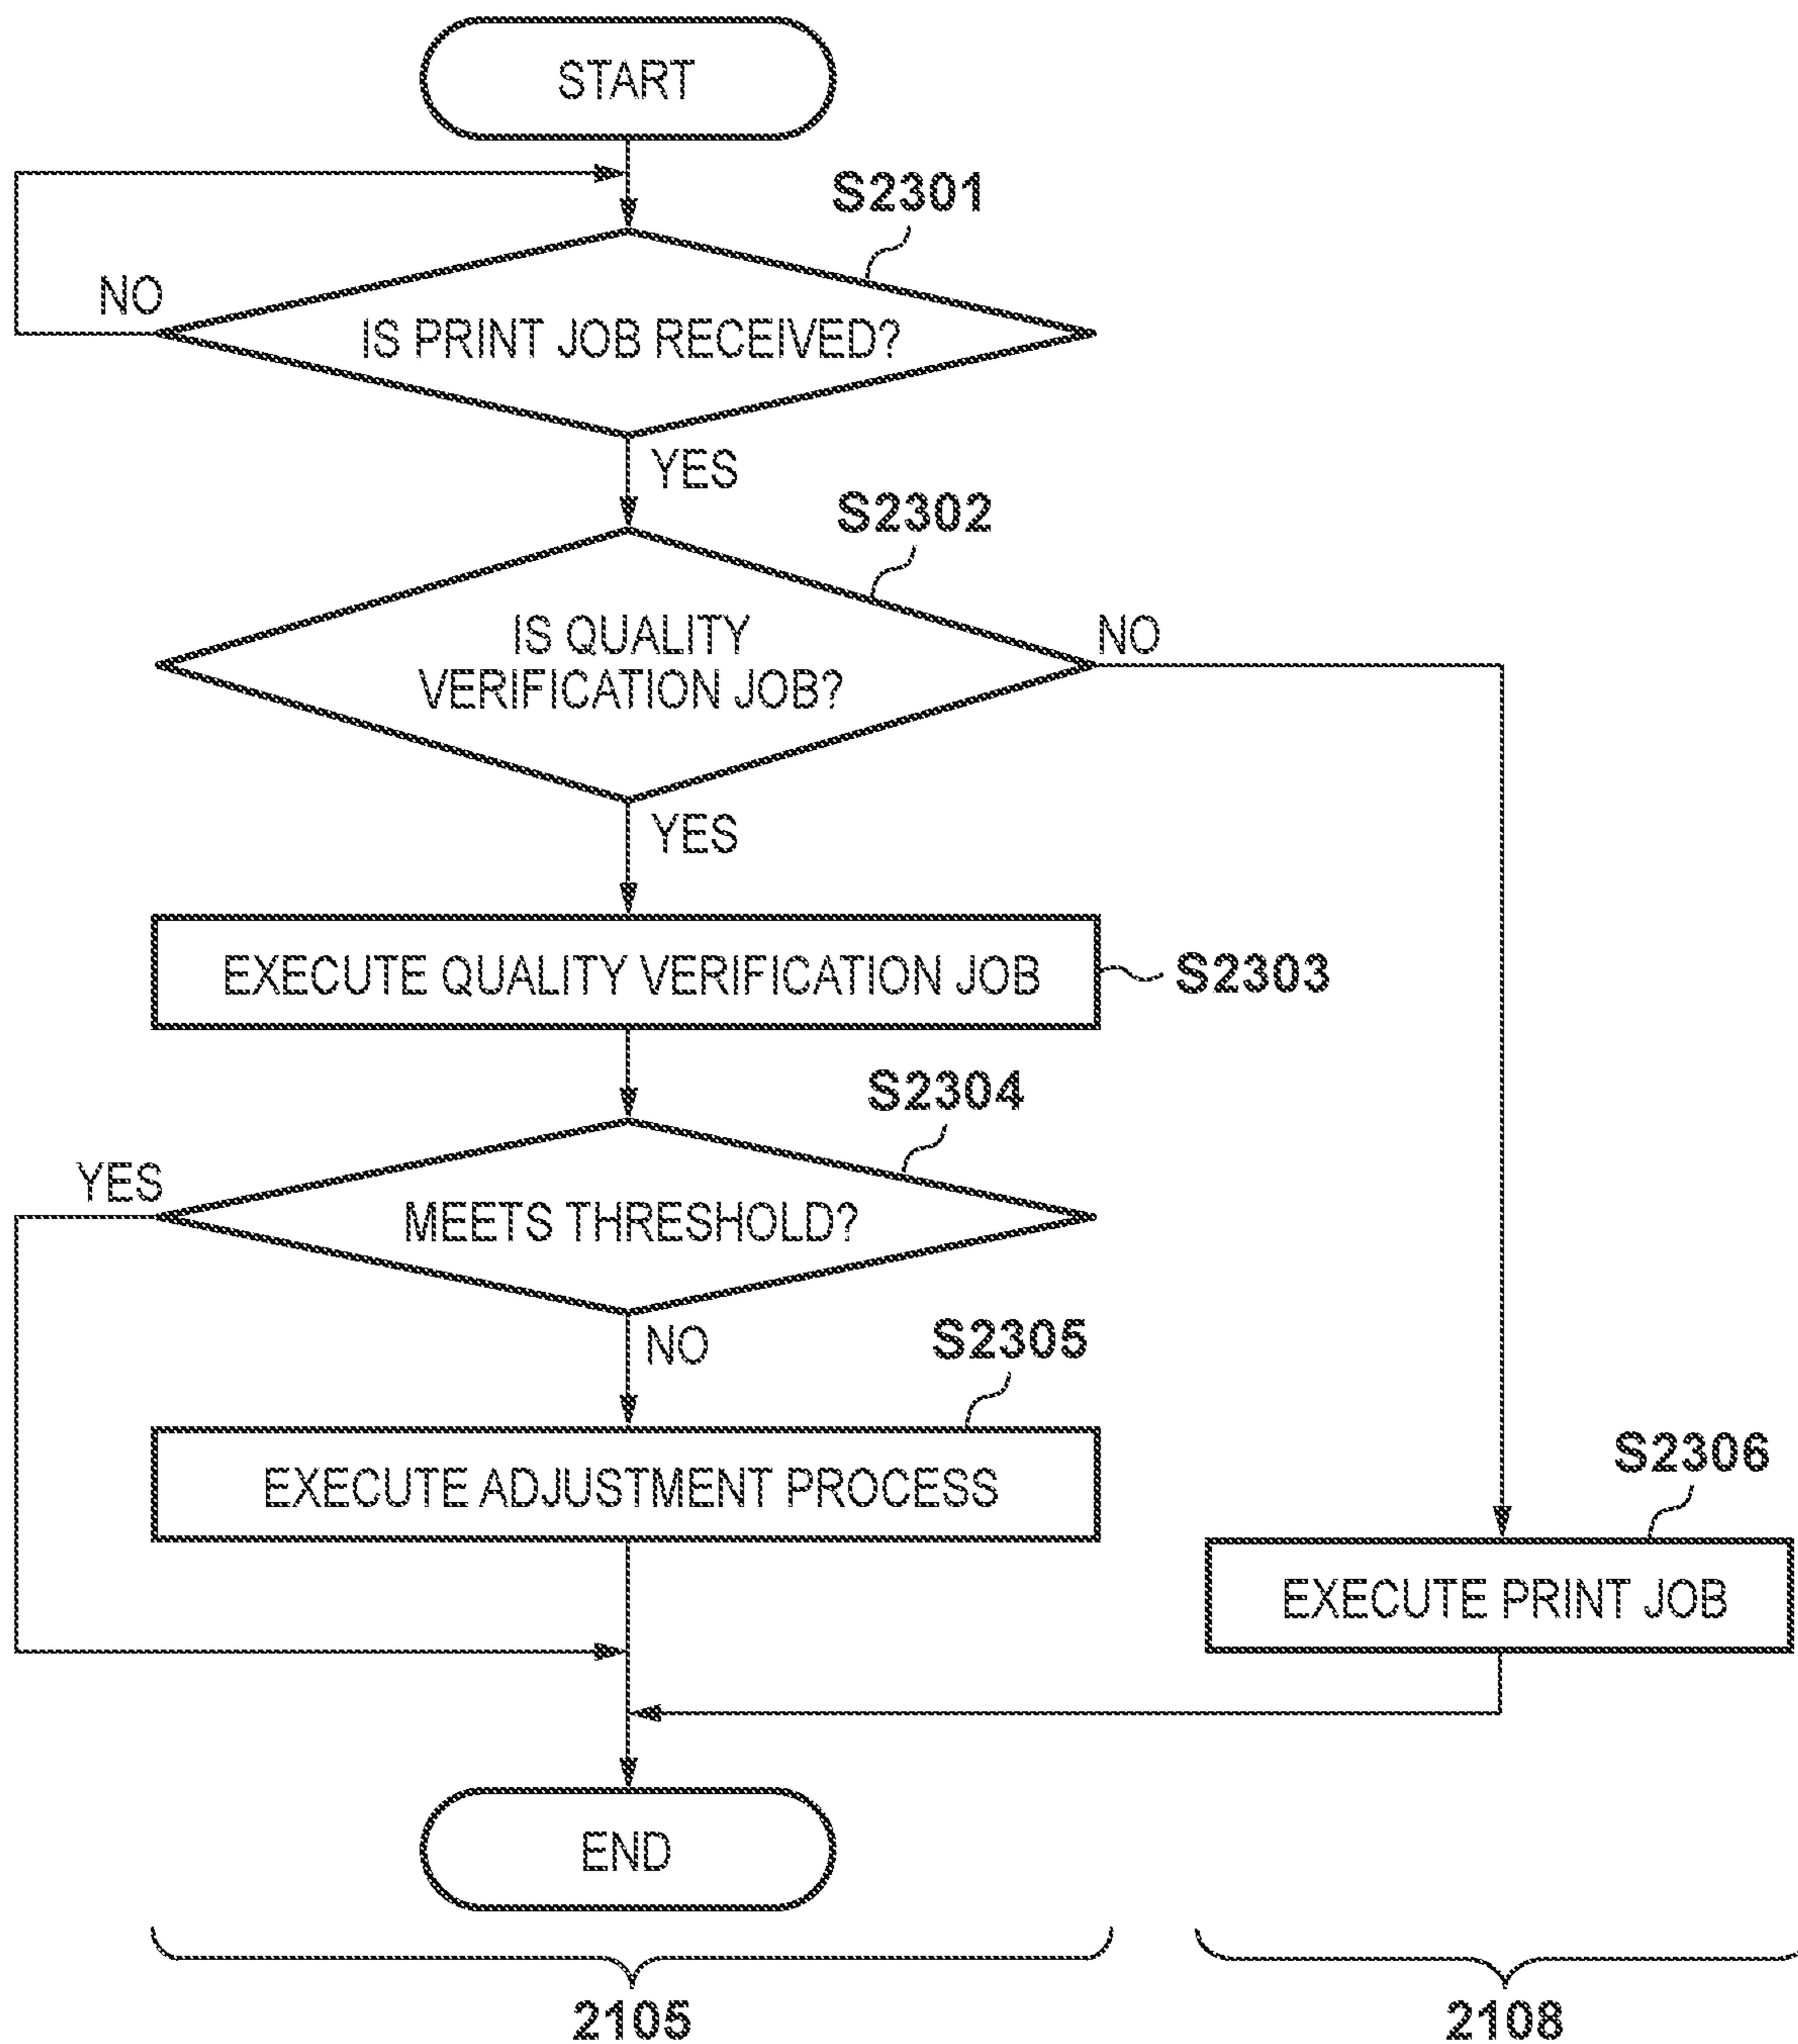 START
S2301
NO
IS PRINT JOB RECEIVED?
YES
S2302
IS QUALITY
VERIFICATION JOB?
NO
YES
EXECUTE QUALITY VERIFICATION JOB
S2303
S2304
YES
MEETS THRESHOLD?
NO
S2305
EXECUTE ADJUSTMENT PROCESS
S2306
EXECUTE PRINT JOB
END
2105
2108